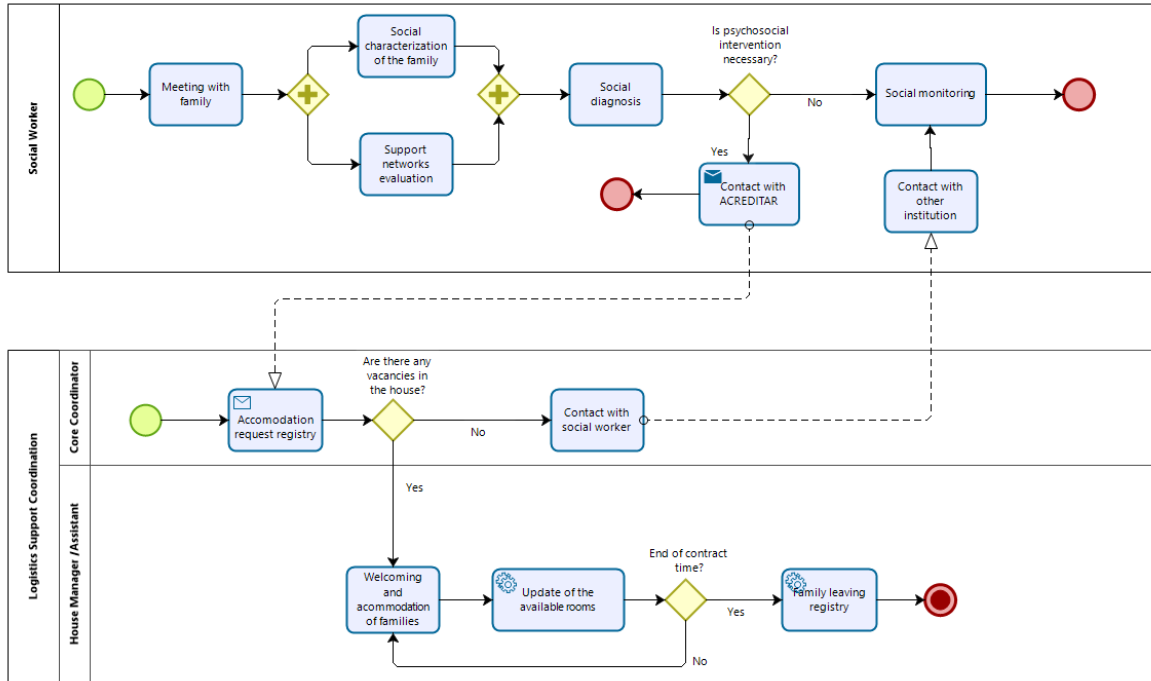 Social Worker
Meeting with
family
Social
characterization
of the family
Support
networks
evaluation
Social
diagnosis
Is psychosocial
intervention
necessary?
No
Yes
Social monitoring
Contact with
ACREDITAR
Contact with
other
institution
Logistics Support Coordination
Core Coordinator
Accomodation
request registry
Are there any
vacancies in
the house?
No
Yes
Contact with
social worker
House Manager /Assistant
Welcoming
and
acommodation
of families
Update of the
available rooms
End of contract
time?
Yes
No
Family leaving
registry